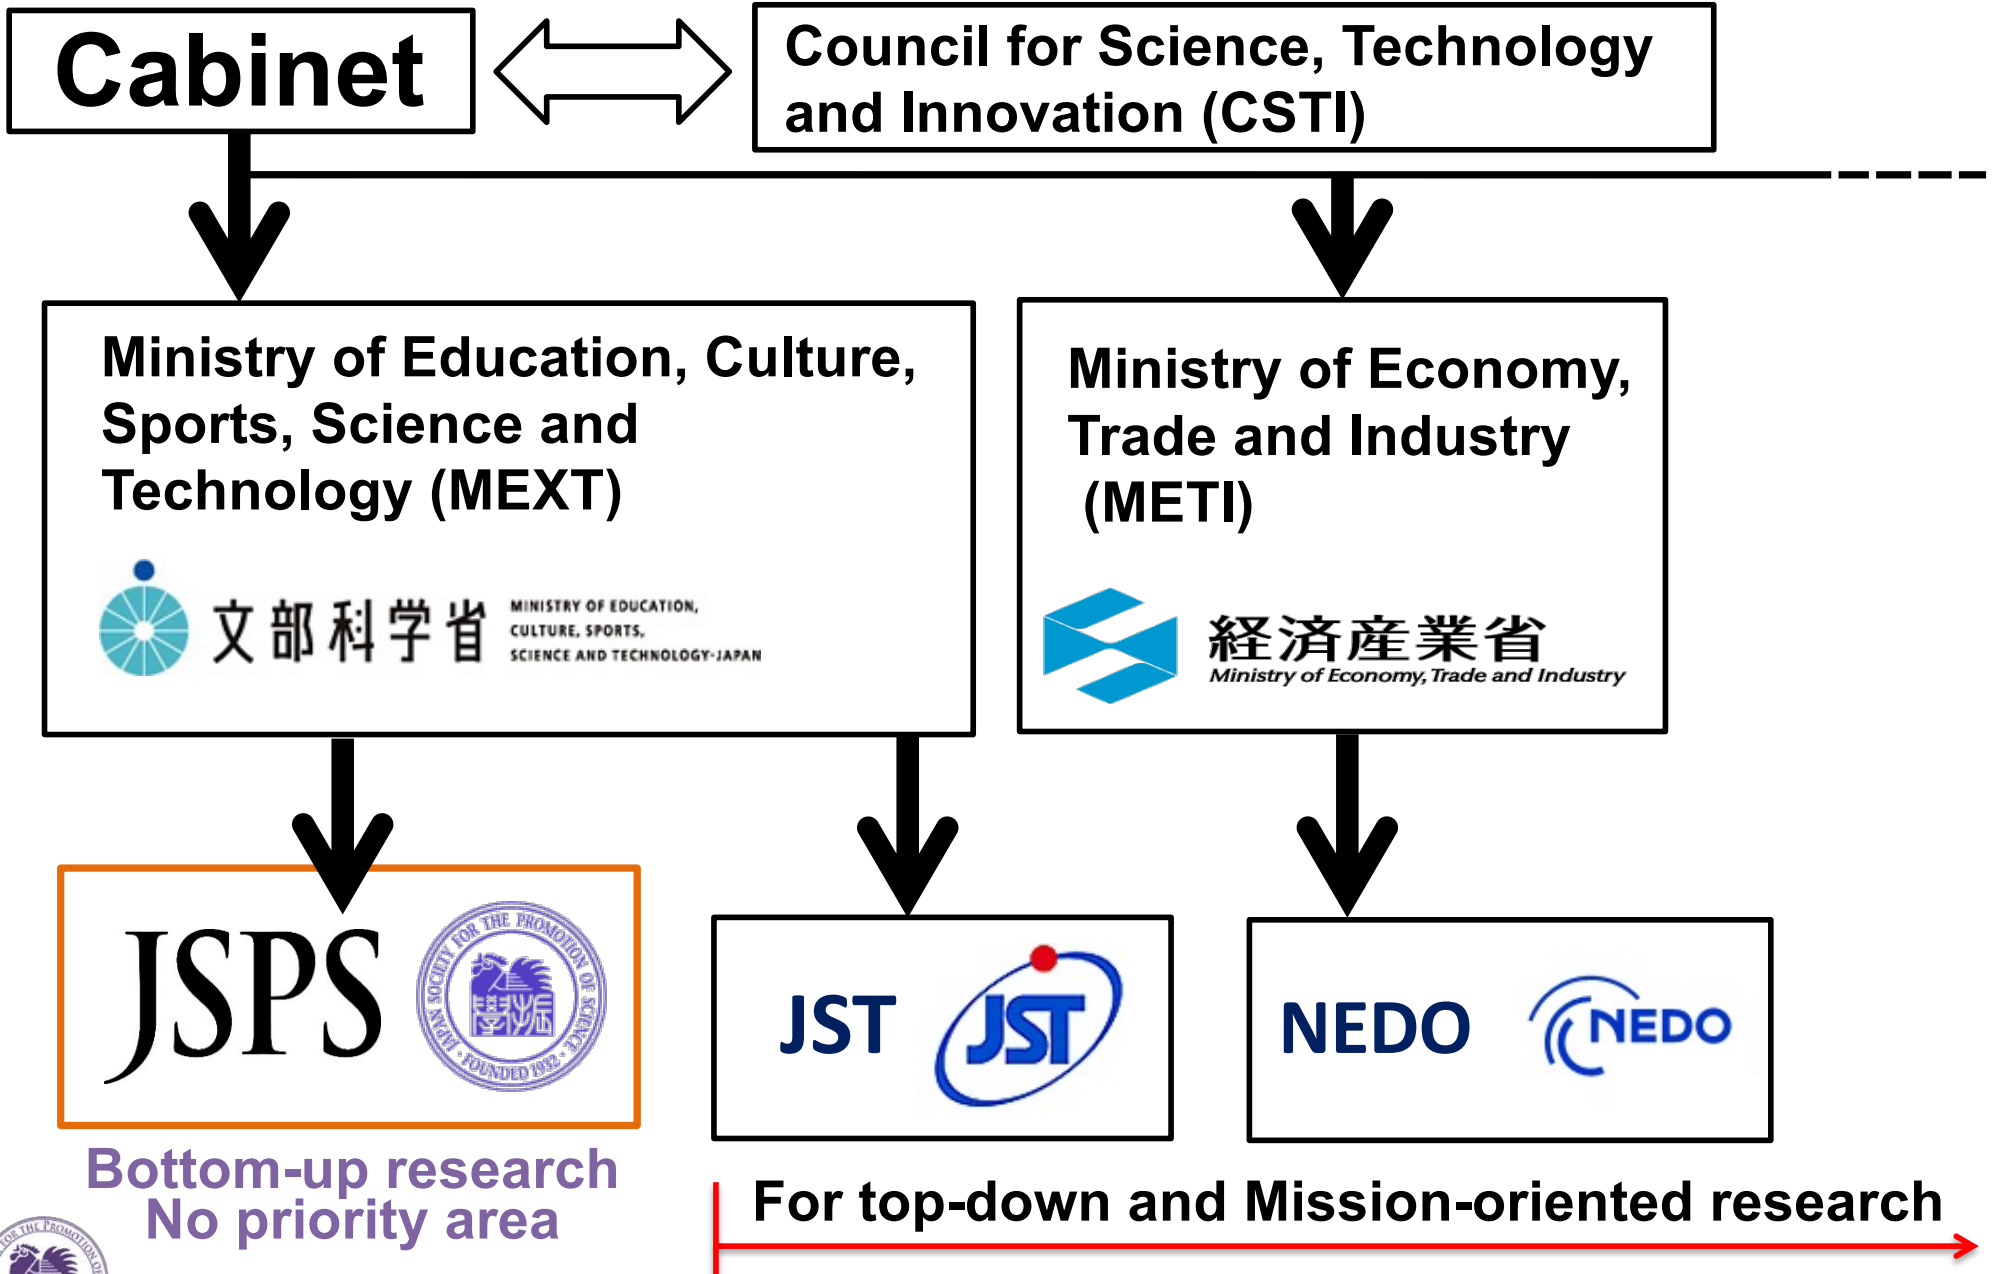 Cabinet
Council for Science, Technology
and Innovation (CSTI)
Ministry of Education, Culture,
Sports, Science and
Technology (MEXT)
文部科学省
MINISTRY OF EDUCATION,
CULTURE, SPORTS,
SCIENCE AND TECHNOLOGY-JAPAN
Ministry of Economy,
Trade and Industry
(METI)
経済産業省
Ministry of Economy, Trade and Industry
JSPS
JAPAN SOCIETY FOR THE PROMOTION OF SCIENCE
· FOUNDED 1932 ·
JST
JST
NEDO
NEDO
Bottom-up research
No priority area
For top-down and Mission-oriented research
FOR THE PROMOTION OF